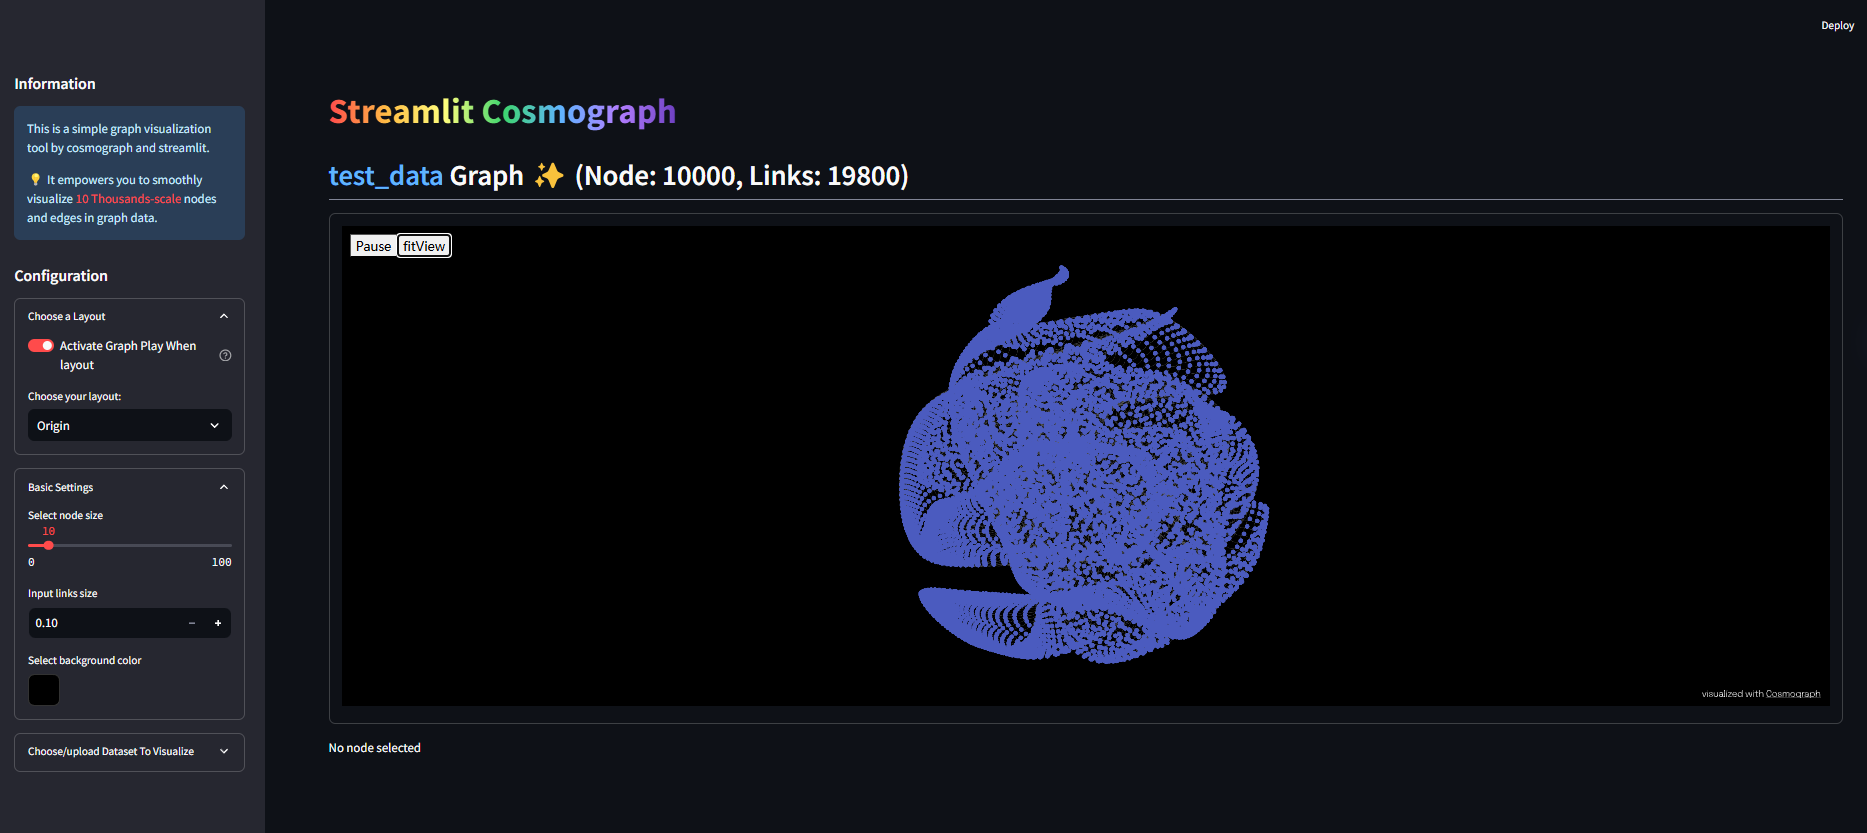 Deploy
Information
This is a simple graph visualization
tool by cosmograph and streamlit.
💡 It empowers you to smoothly
visualize 10 Thousands-scale nodes
and edges in graph data.
Configuration
Choose a Layout
Activate Graph Play When
layout
Choose your layout:
Origin
Basic Settings
Select node size
10
0 100
Input links size
0.10
Select background color
Choose/upload Dataset To Visualize
Streamlit Cosmograph
test_data Graph ✨ (Node: 10000, Links: 19800)
Pause fitView
visualized with Cosmograph
No node selected